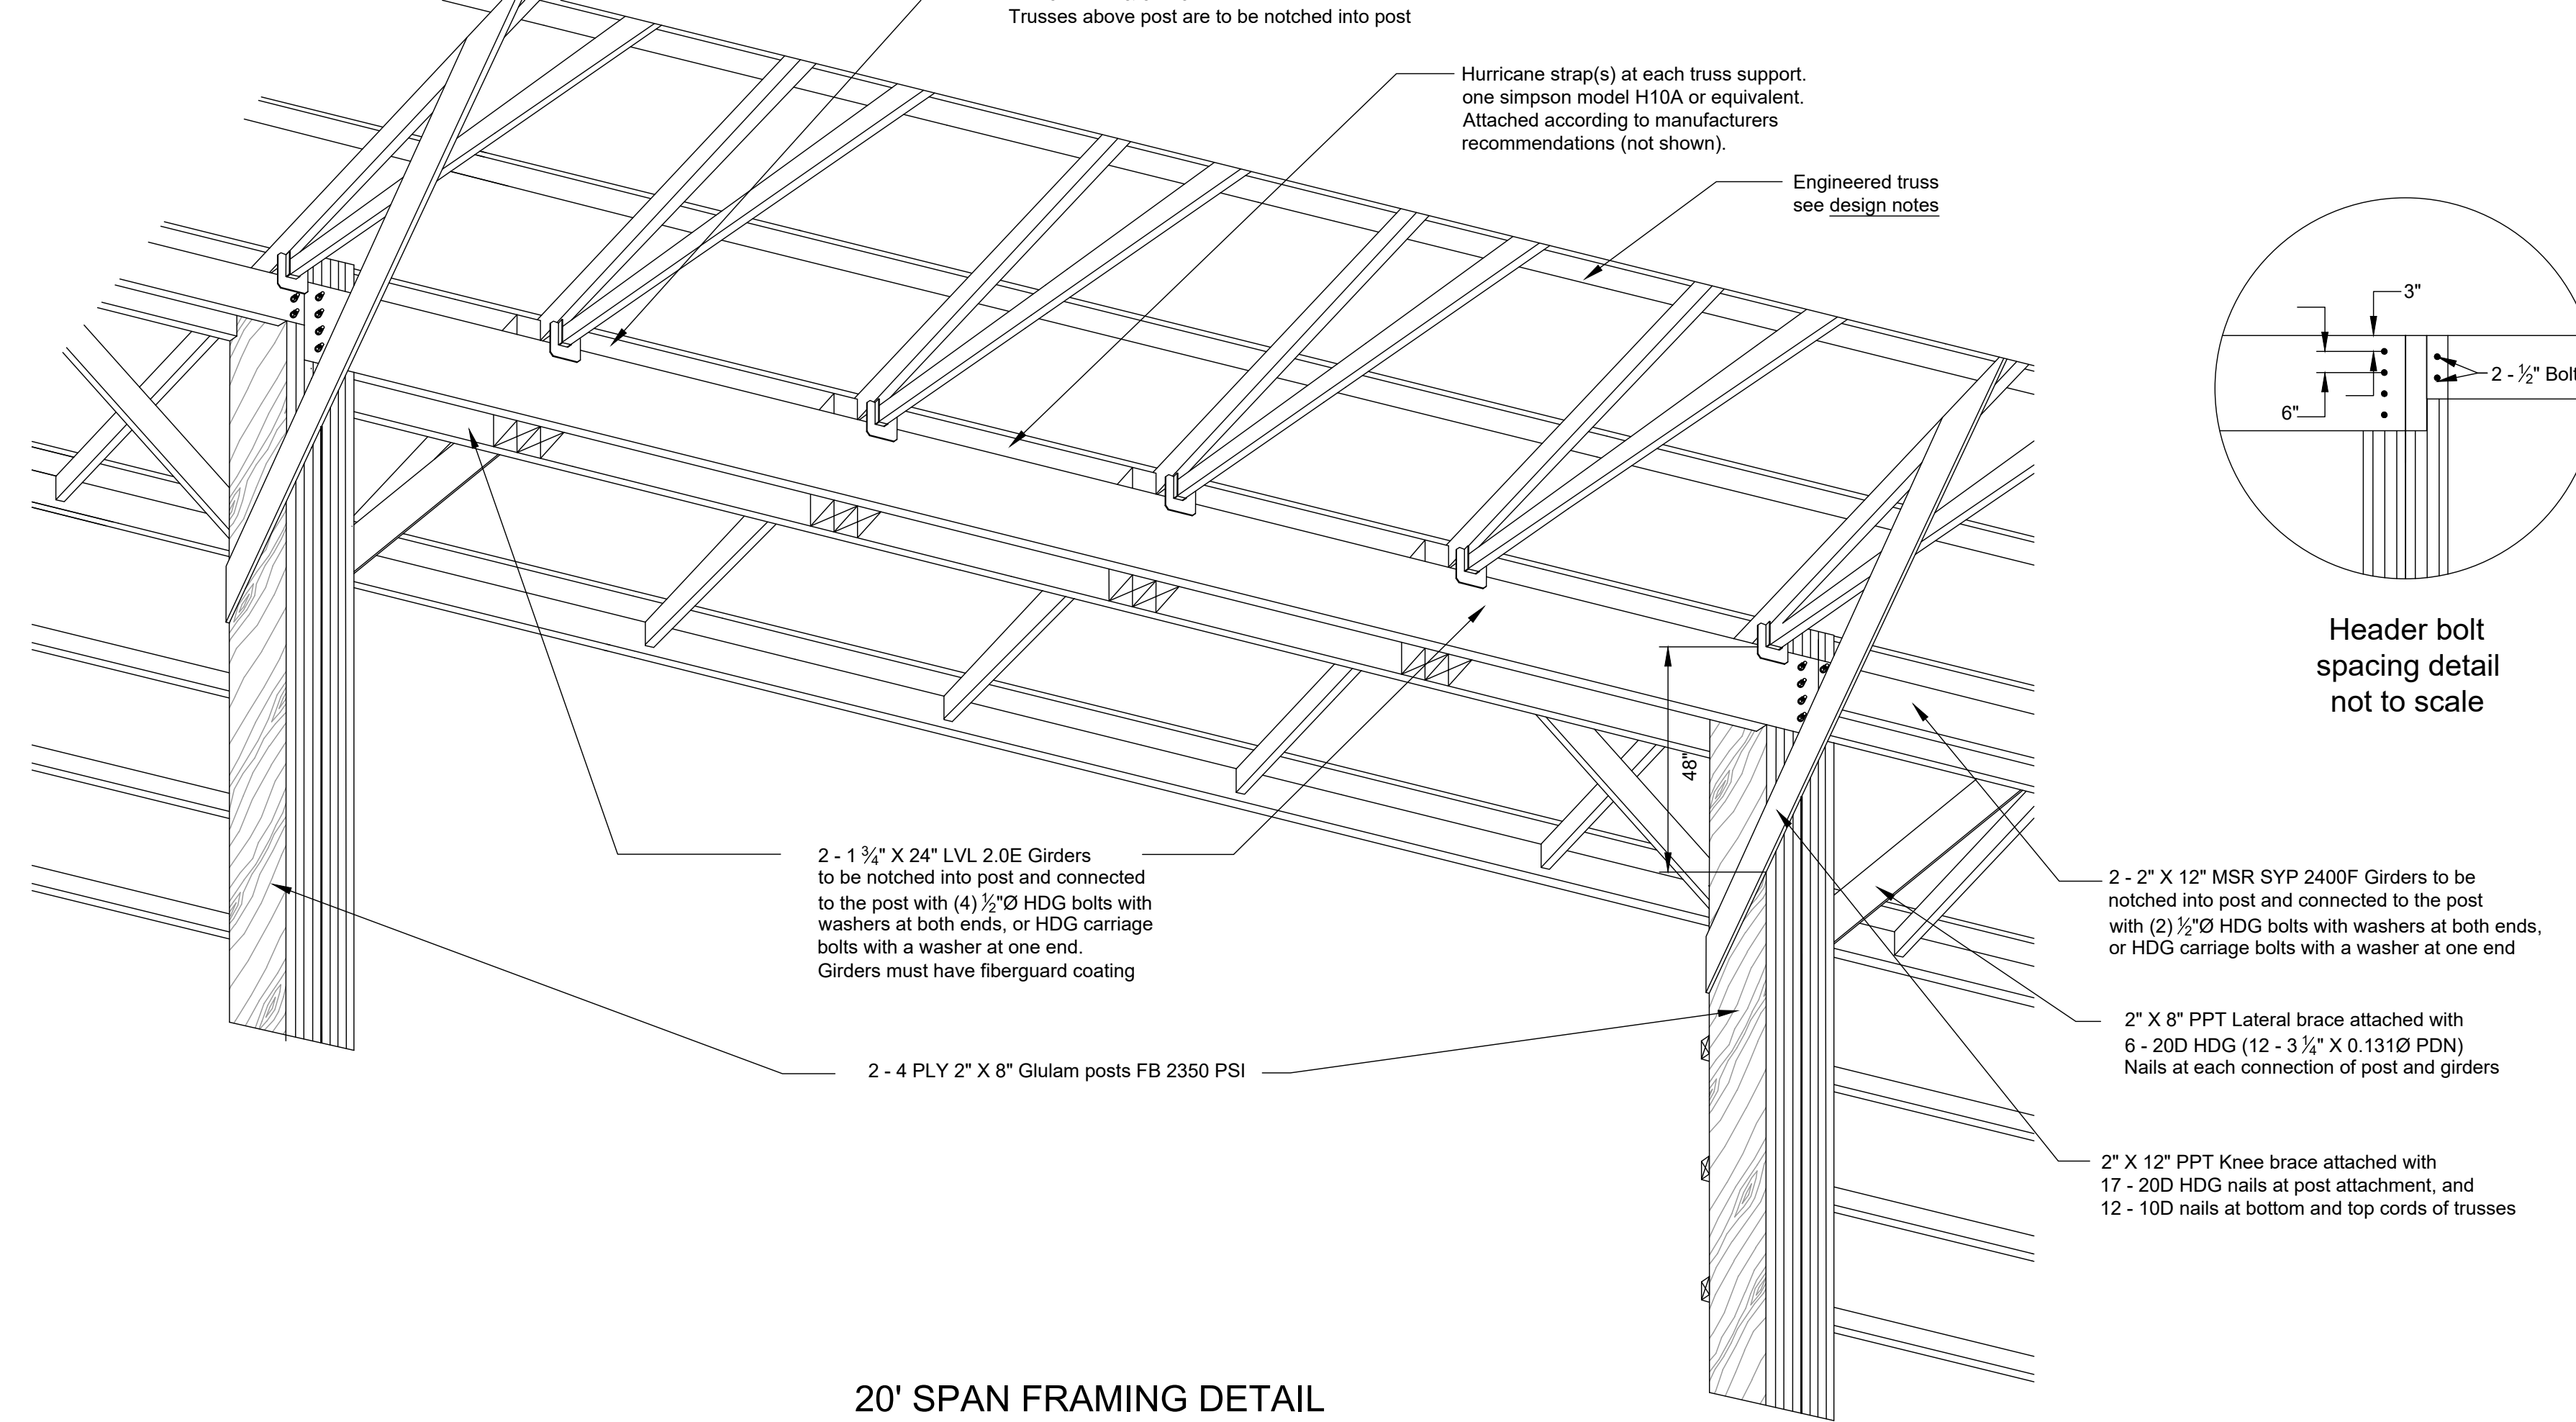 Trusses above post are to be notched into post
Hurricane strap(s) at each truss support.
one simpson model H10A or equivalent.
Attached according to manufacturers
recommendations (not shown).
Engineered truss
see design notes
3"
2 - ½" Bolt
6"
Header bolt
spacing detail
not to scale
48"
2 - 1 ¾" X 24" LVL 2.0E Girders
to be notched into post and connected
to the post with (4) ½"Ø HDG bolts with
washers at both ends, or HDG carriage
bolts with a washer at one end.
Girders must have fiberguard coating
2 - 2" X 12" MSR SYP 2400F Girders to be
notched into post and connected to the post
with (2) ½"Ø HDG bolts with washers at both ends,
or HDG carriage bolts with a washer at one end
2" X 8" PPT Lateral brace attached with
6 - 20D HDG (12 - 3 ¼" X 0.131Ø PDN)
Nails at each connection of post and girders
2 - 4 PLY 2" X 8" Glulam posts FB 2350 PSI
2" X 12" PPT Knee brace attached with
17 - 20D HDG nails at post attachment, and
12 - 10D nails at bottom and top cords of trusses
20' SPAN FRAMING DETAIL